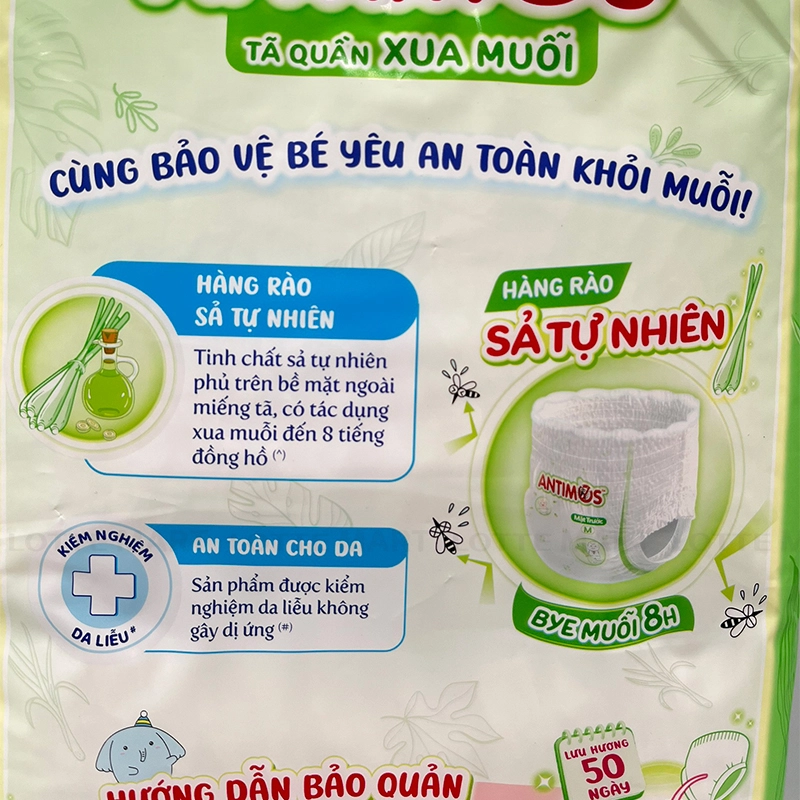 TÃ QUẦN XUA MUỖI
CÙNG BẢO VỆ BÉ YÊU AN TOÀN KHỎI MUỖI!
HÀNG RÀO
SẢ TỰ NHIÊN
Tinh chất sả tự nhiên
phủ trên bề mặt ngoài
miếng tã, có tác dụng
xua muỗi đến 8 tiếng
đồng hồ (^)
HÀNG RÀO
SẢ TỰ NHIÊN
ANTIMOS
Mặt Trước
M
BYE MUỖI 8H
KIỂM NGHIỆM
DA LIỄU#
AN TOÀN CHO DA
Sản phẩm được kiểm
nghiệm da liễu không
gây dị ứng (#)
HƯỚNG DẪN BẢO QUẢN
LƯU HƯƠNG
50
NGÀY